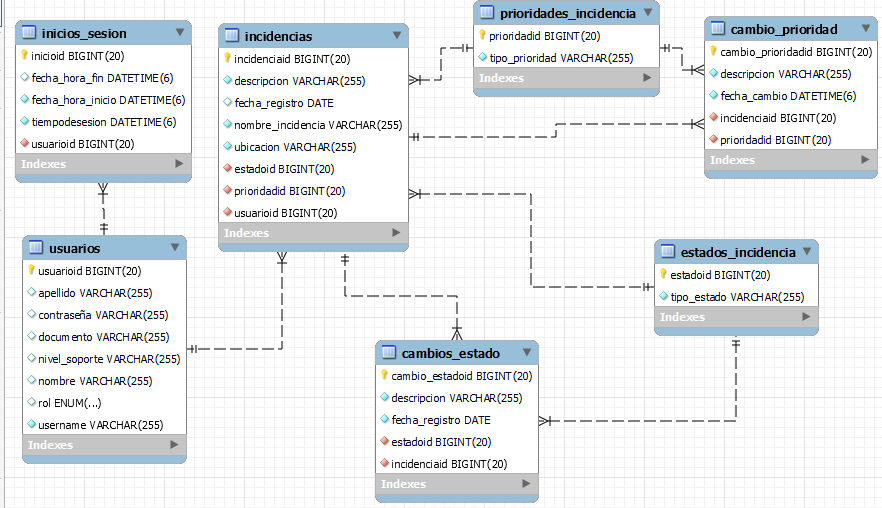 inicios_sesion
inicioid BIGINT(20)
fecha_hora_fin DATETIME(6)
fecha_hora_inicio DATETIME(6)
tiempodesesion DATETIME(6)
usuarioid BIGINT(20)
Indexes
incidencias
incidenciaid BIGINT(20)
descripcion VARCHAR(255)
fecha_registro DATE
nombre_incidencia VARCHAR(255)
ubicacion VARCHAR(255)
estadoid BIGINT(20)
prioridadid BIGINT(20)
usuarioid BIGINT(20)
Indexes
prioridades_incidencia
prioridadid BIGINT(20)
tipo_prioridad VARCHAR(255)
Indexes
cambio_prioridad
cambio_prioridadid BIGINT(20)
descripcion VARCHAR(255)
fecha_cambio DATETIME(6)
incidenciaid BIGINT(20)
prioridadid BIGINT(20)
Indexes
usuarios
usuarioid BIGINT(20)
apellido VARCHAR(255)
contraseña VARCHAR(255)
documento VARCHAR(255)
nivel_soporte VARCHAR(255)
nombre VARCHAR(255)
rol ENUM(...)
username VARCHAR(255)
Indexes
estados_incidencia
estadoid BIGINT(20)
tipo_estado VARCHAR(255)
Indexes
cambios_estado
cambio_estadoid BIGINT(20)
descripcion VARCHAR(255)
fecha_registro DATE
estadoid BIGINT(20)
incidenciaid BIGINT(20)
Indexes